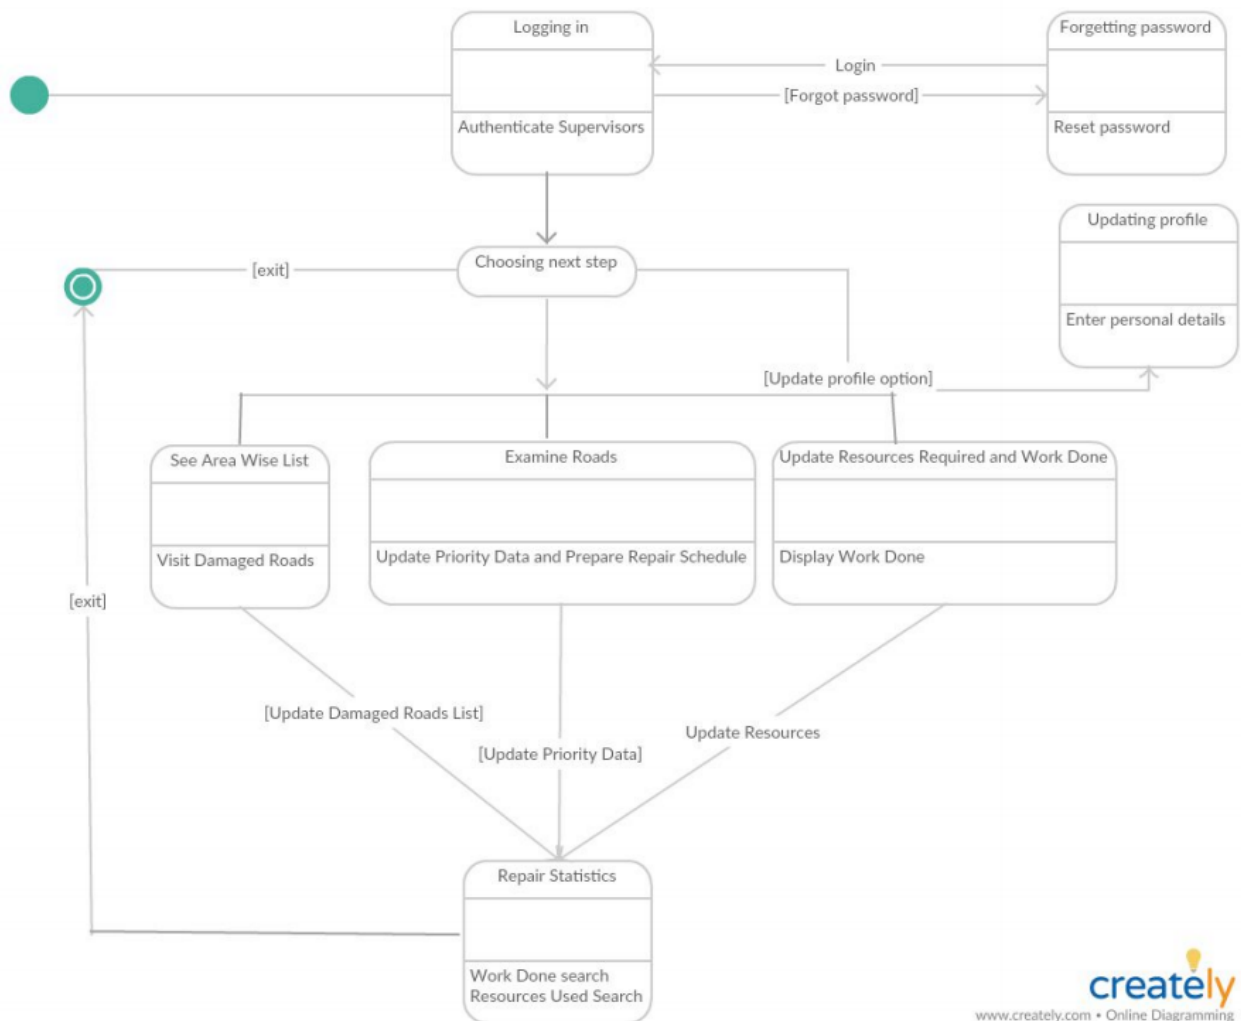 Logging in
Forgetting password
Login
[Forgot password]
Authenticate Supervisors
Reset password
Updating profile
Choosing next step
[exit]
Enter personal details
[Update profile option]
See Area Wise List
Examine Roads
Update Resources Required and Work Done
Visit Damaged Roads
Update Priority Data and Prepare Repair Schedule
Display Work Done
[exit]
[Update Damaged Roads List]
Update Resources
[Update Priority Data]
Repair Statistics
Work Done search
Resources Used Search
creately
www.creately.com • Online Diagramming